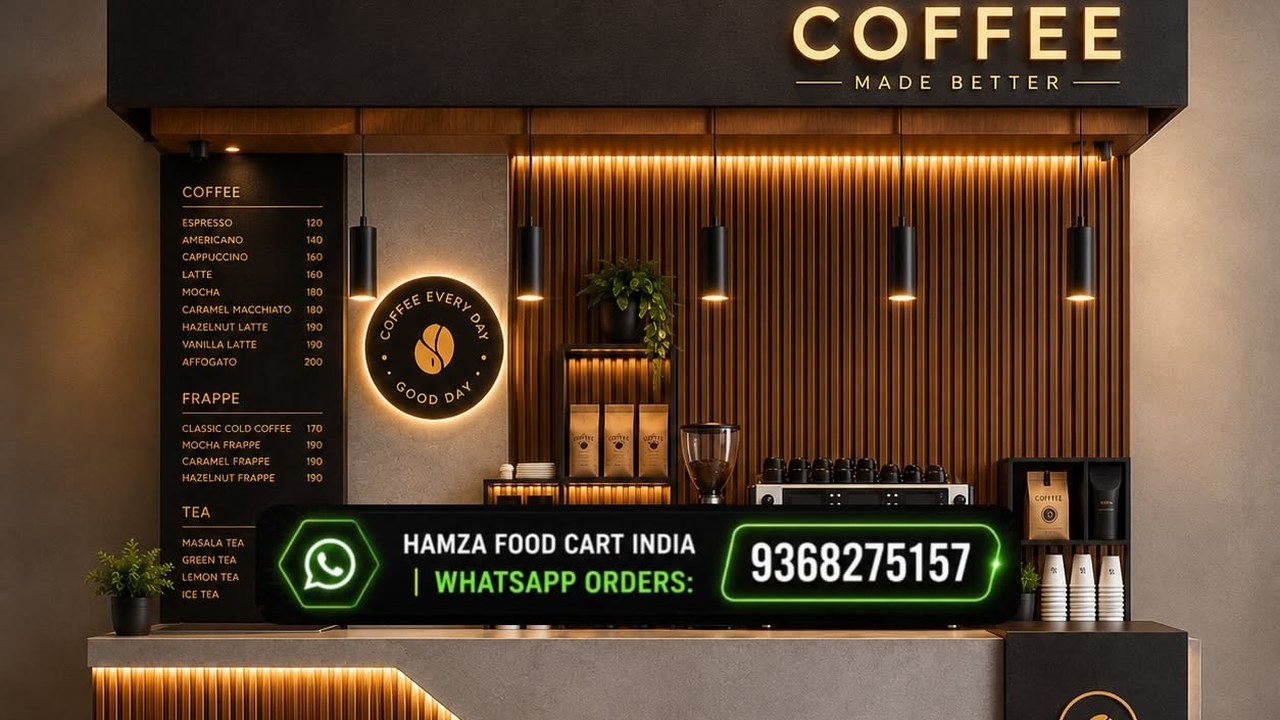 COFFEE
MADE BETTER
COFFEE
ESPRESSO 120
AMERICANO 140
CAPPUCCINO 160
LATTE 160
MOCHA 180
CARAMEL MACCHIATO 180
HAZELNUT LATTE 190
VANILLA LATTE 190
AFFOGATO 200
FRAPPE
CLASSIC COLD COFFEE 170
MOCHA FRAPPE 190
CARAMEL FRAPPE 190
HAZELNUT FRAPPE 190
TEA
MASALA TEA
GREEN TEA
LEMON TEA
ICE TEA
COFFEE EVERY DAY
GOOD DAY
COFFEE
COFFEE
COFFEE
COFFEE
HAMZA FOOD CART INDIA
| WHATSAPP ORDERS:
9368275157